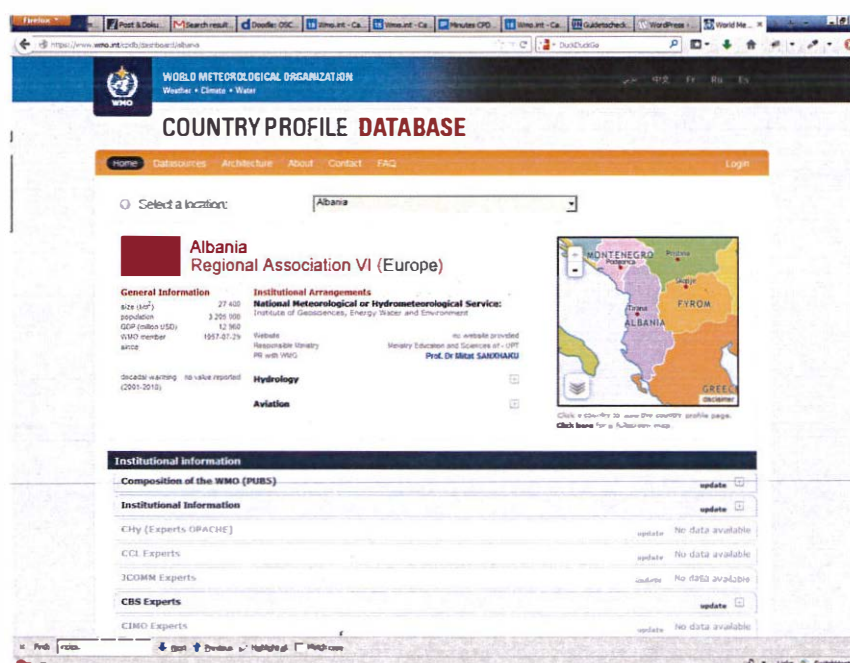 Firefox
Post & Doku...
Search result...
Doodle: OSC...
Wmo.int - Ca...
Wmo.int - Ca...
Minutes CPD...
Wmo.int - Ca...
WordPress
World Me...
https://www.wmo.int/cpdb/dashboard/albania
DuckDuckGo
WORLD METEOROLOGICAL ORGANIZATION
Weather • Climate • Water
WMO
عربي 中文 Fr Ru Es
COUNTRY PROFILE DATABASE
Home Datasources Architecture About Contact FAQ Login
Select a location: Albania
Albania
Regional Association VI (Europe)
General Information
size (km²) 27 400
population 3 205 000
GDP (million USD) 12 960
WMO member since 1957-07-29
decadal warming (2001-2010) no value reported
Institutional Arrangements
National Meteorological or Hydrometeorological Service:
Institute of Geosciences, Energy Water and Environment
Website no website provided
Responsible Ministry Ministry Education and Sciences of - UPT
PR with WMO Prof. Dr Mitat SANXHAKU
Hydrology
Aviation
MONTENEGRO
Podgorica
Pristina
Skopje
Tirana
FYROM
ALBANIA
GREEC
disclaimer
Click a country to view the country profile page.
Click here for a fullscreen map.
Institutional information
Composition of the WMO (PUB5) update
Institutional Information update
CHy (Experts OPACHE) update No data available
CCL Experts update No data available
JCOMM Experts update No data available
CBS Experts update
CIMO Experts update No data available
Find: Next Previous Highlight all Match case